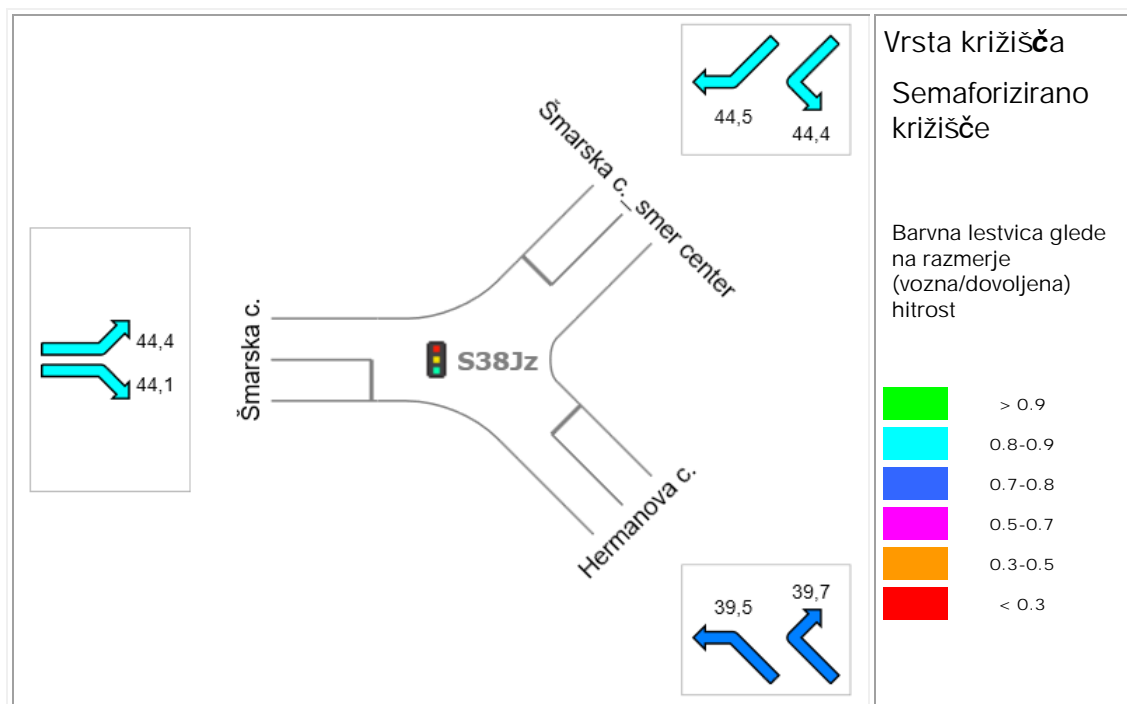 44,5
44,4
Šmarska c._smer center
44,4
44,1
Šmarska c.
S38Jz
Hermanova c.
39,5
39,7
Vrsta križišča
Semaforizirano
križišče
Barvna lestvica glede
na razmerje
(vozna/dovoljena)
hitrost
> 0.9
0.8-0.9
0.7-0.8
0.5-0.7
0.3-0.5
< 0.3